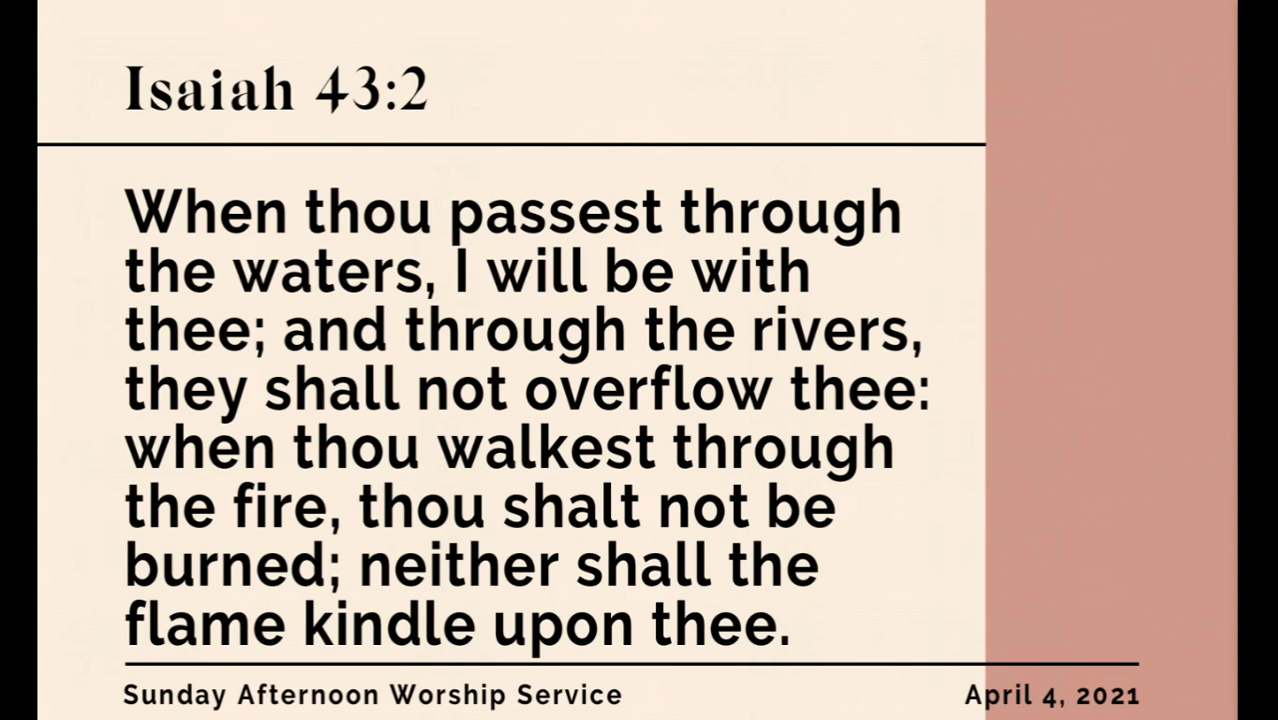 Isaiah 43:2
When thou passest through
the waters, I will be with
thee; and through the rivers,
they shall not overflow thee:
when thou walkest through
the fire, thou shalt not be
burned; neither shall the
flame kindle upon thee.
Sunday Afternoon Worship Service
April 4, 2021